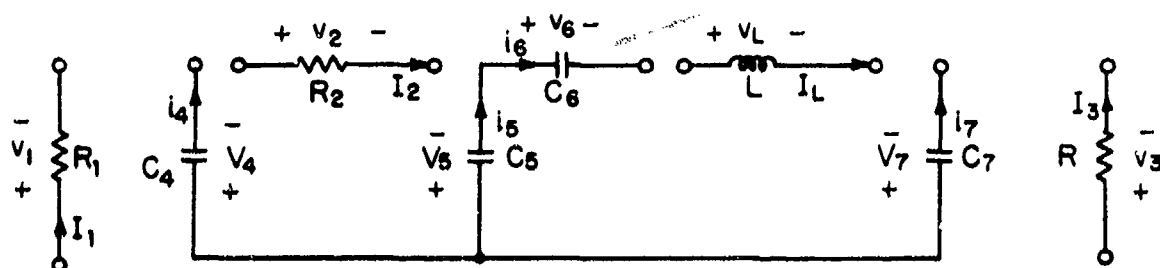 + v2 − + v6 − + vL −
i6
R2 I2 C6 L IL
i4 i5 i7 I3
− − − − −
v1 R1 C4 V4 V5 C5 V7 C7 R v3
+ + + + +
I1